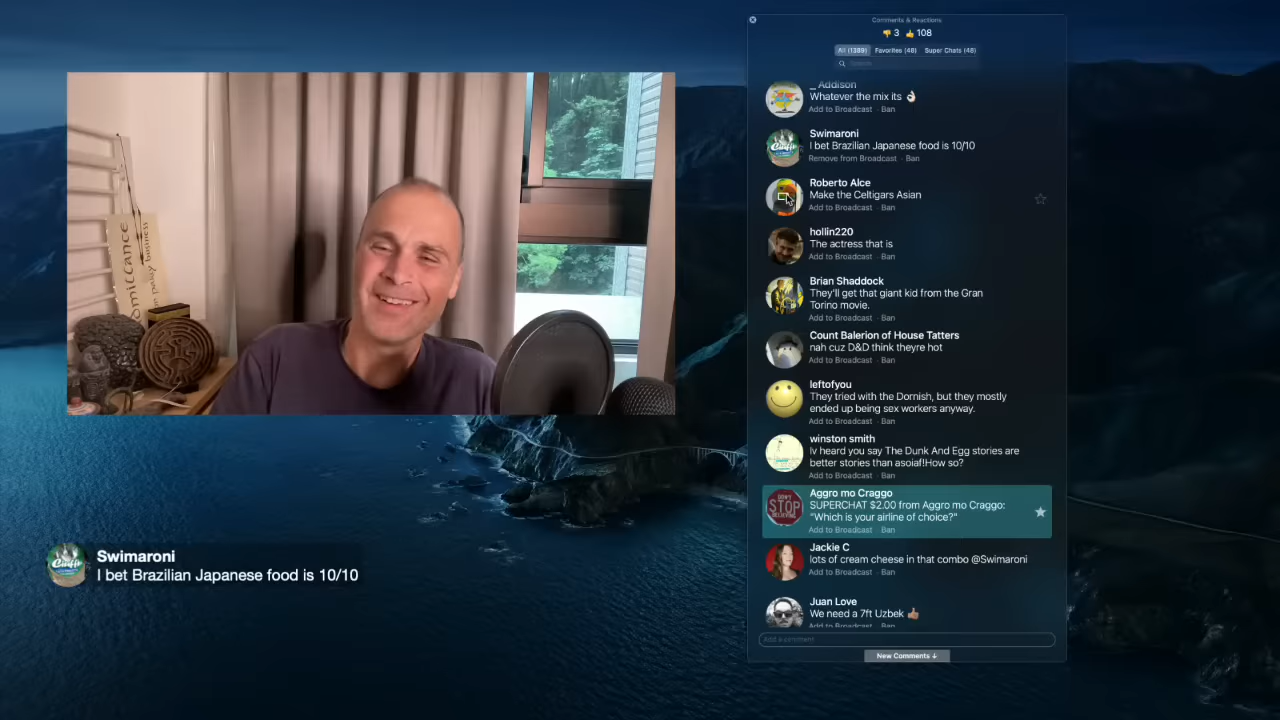 Comments & Reactions
3 108
All (1399) Favorites (48) Super Chats (48)
Search
_ Addison
Whatever the mix its
Add to Broadcast · Ban
Swimaroni
I bet Brazilian Japanese food is 10/10
Remove from Broadcast · Ban
Roberto Alce
Make the Celtigars Asian
Add to Broadcast · Ban
hollin220
The actress that is
Add to Broadcast · Ban
Brian Shaddock
They'll get that giant kid from the Gran
Torino movie.
Add to Broadcast · Ban
Count Balerion of House Tatters
nah cuz D&D think theyre hot
Add to Broadcast · Ban
leftofyou
They tried with the Dornish, but they mostly
ended up being sex workers anyway.
Add to Broadcast · Ban
winston smith
Iv heard you say The Dunk And Egg stories are
better stories than asoiaf!How so?
Add to Broadcast · Ban
DON'T
STOP
BELIEVING
Aggro mo Craggo
SUPERCHAT $2.00 from Aggro mo Craggo:
"Which is your airline of choice?"
Add to Broadcast · Ban
Jackie C
lots of cream cheese in that combo @Swimaroni
Add to Broadcast · Ban
Juan Love
We need a 7ft Uzbek
Add to Broadcast · Ban
Add a comment
New Comments ↓
Swimaroni
I bet Brazilian Japanese food is 10/10